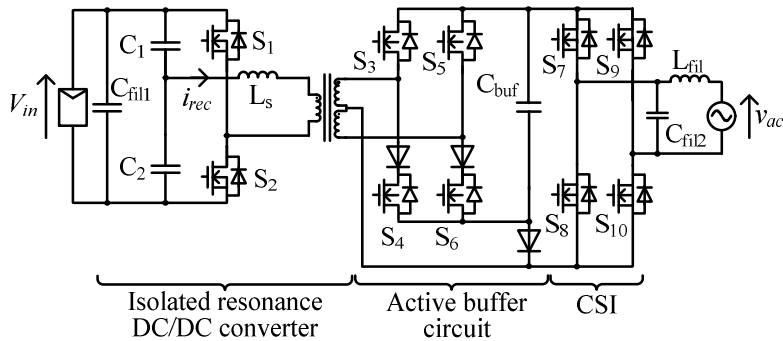 C1
S1
S3
S5
S7
S9
Lfil
Vin
Cfil1
irec
Ls
Cbuf
Cfil2
vac
C2
S2
S4
S6
S8
S10
Isolated resonance
DC/DC converter
Active buffer
circuit
CSI